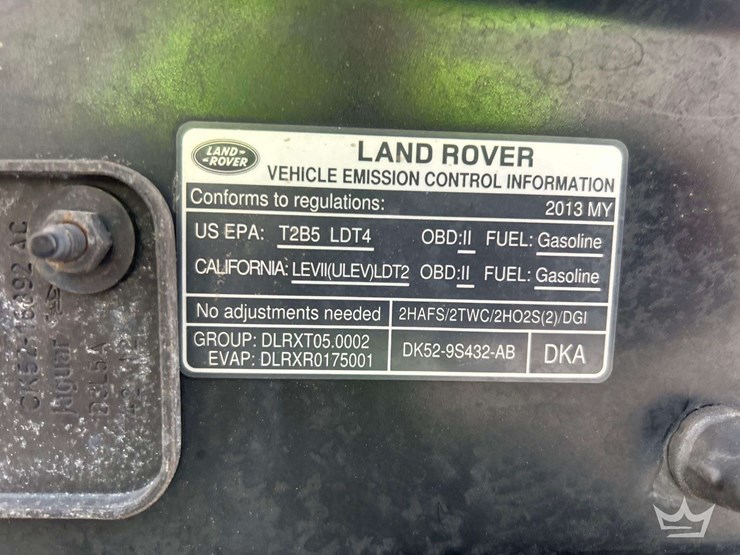 LAND-
-ROVER
LAND ROVER
VEHICLE EMISSION CONTROL INFORMATION
Conforms to regulations: 2013 MY
US EPA: T2B5 LDT4 OBD:II FUEL: Gasoline
CALIFORNIA: LEVII(ULEV)LDT2 OBD:II FUEL: Gasoline
No adjustments needed 2HAFS/2TWC/2HO2S(2)/DGI
GROUP: DLRXT05.0002
EVAP: DLRXR0175001
DK52-9S432-AB DKA
Jaguar